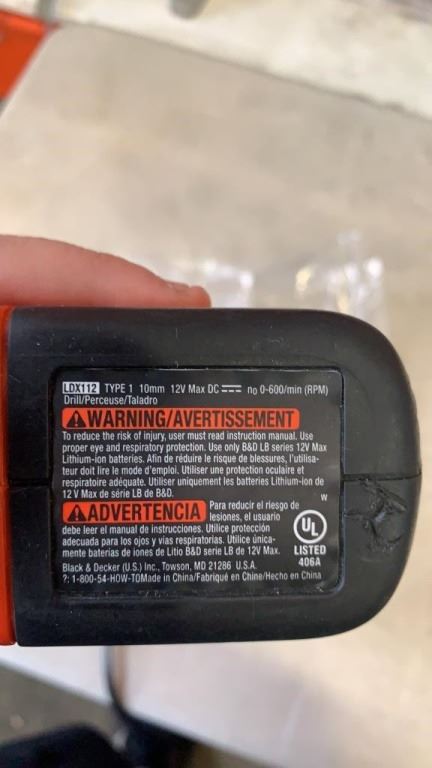 LDX112 TYPE 1 10mm 12V Max DC n₀ 0-600/min (RPM)
Drill/Perceuse/Taladro
WARNING/AVERTISSEMENT
To reduce the risk of injury, user must read instruction manual. Use
proper eye and respiratory protection. Use only B&D LB series 12V Max
Lithium-ion batteries. Afin de réduire le risque de blessures, l'utilisa-
teur doit lire le mode d'emploi. Utiliser une protection oculaire et
respiratoire adéquate. Utiliser uniquement les batteries Lithium-ion de
12 V Max de série LB de B&D.
W
ADVERTENCIA Para reducir el riesgo de
lesiones, el usuario
debe leer el manual de instrucciones. Utilice protección
adecuada para los ojos y vías respiratorias. Utilice única-
mente baterías de iones de Litio B&D serie LB de 12V Max.
UL
LISTED
406A
Black & Decker (U.S.) Inc., Towson, MD 21286 U.S.A.
?: 1-800-54-HOW-TOMade in China/Fabriqué en Chine/Hecho en China